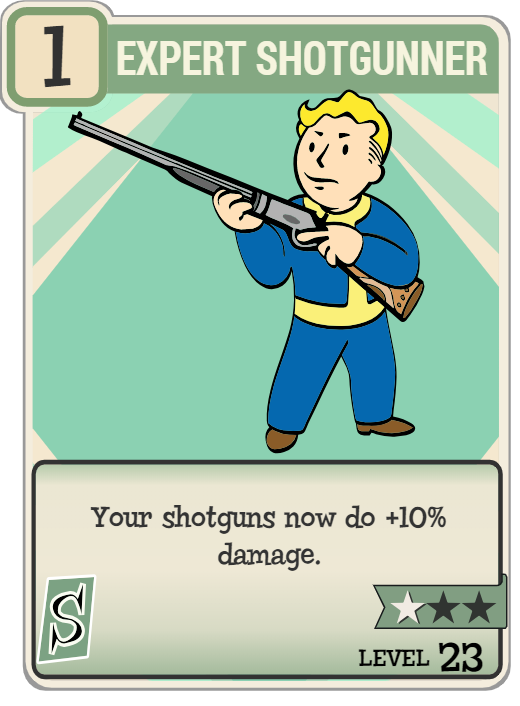 1
EXPERT SHOTGUNNER
Your shotguns now do +10%
damage.
S
LEVEL 23